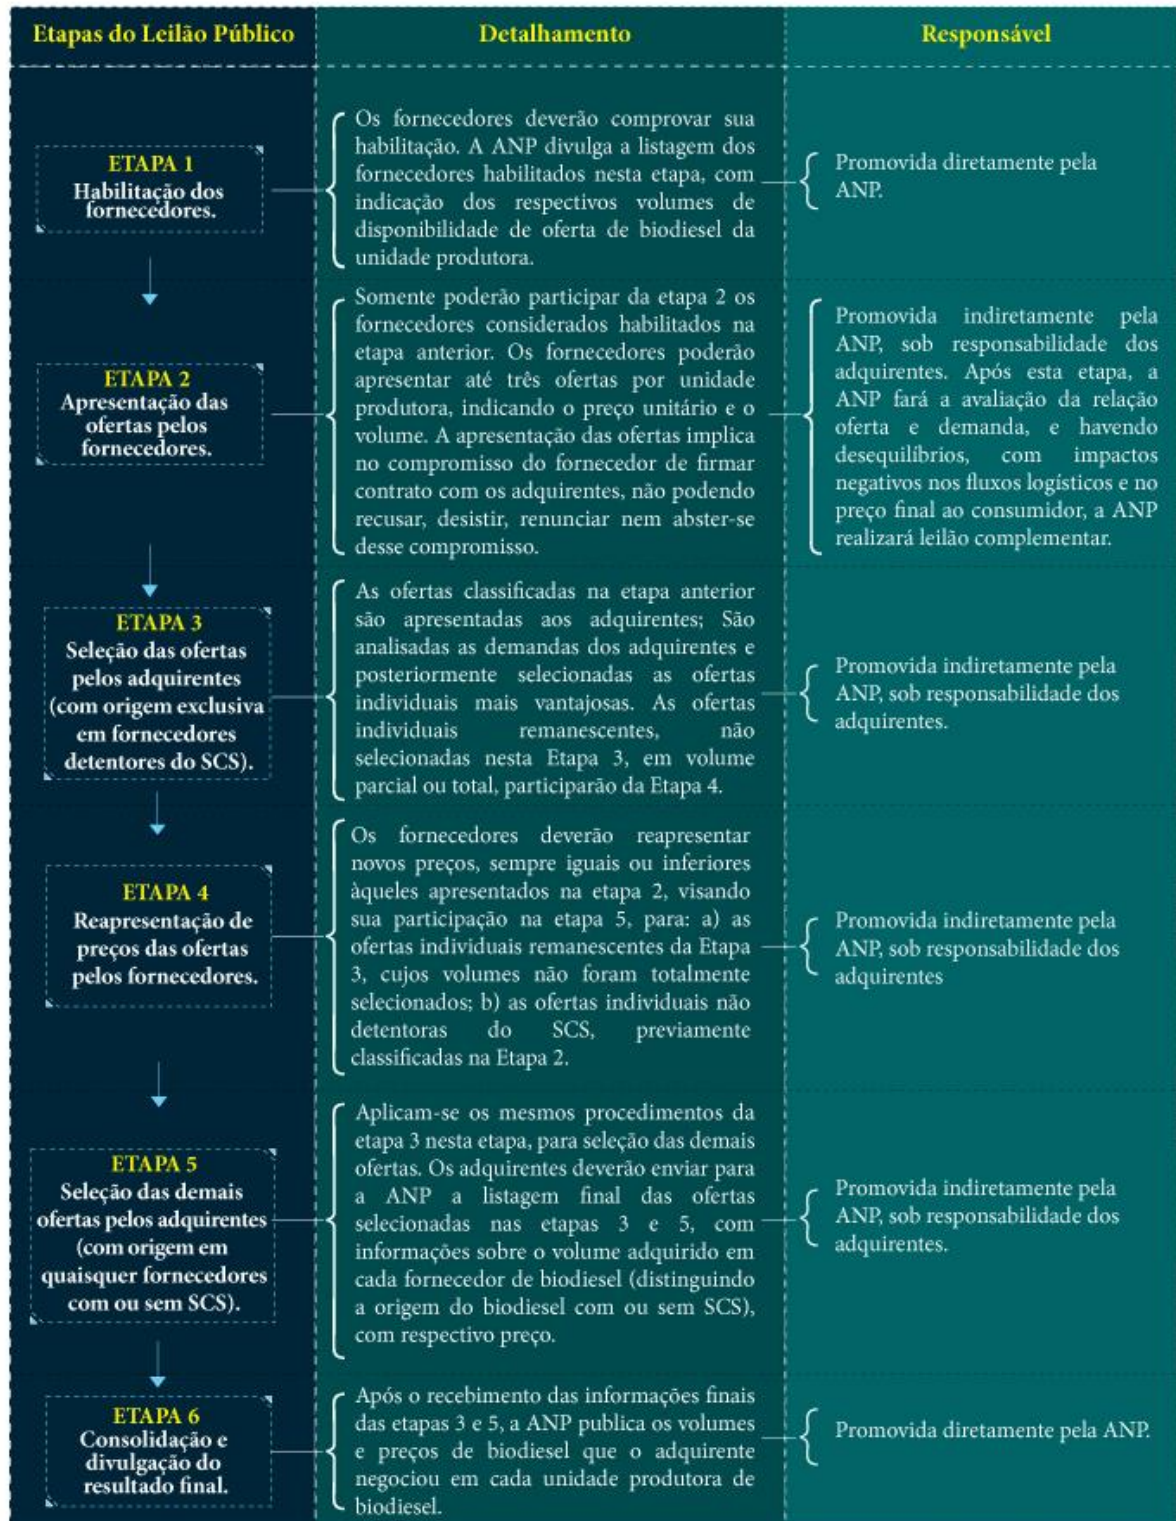 Etapas do Leilão Público
Detalhamento
Responsável
ETAPA 1
Habilitação dos
fornecedores.
Os fornecedores deverão comprovar sua
habilitação. A ANP divulga a listagem dos
fornecedores habilitados nesta etapa, com
indicação dos respectivos volumes de
disponibilidade de oferta de biodiesel da
unidade produtora.
Promovida diretamente pela
ANP.
ETAPA 2
Apresentação das
ofertas pelos
fornecedores.
Somente poderão participar da etapa 2 os
fornecedores considerados habilitados na
etapa anterior. Os fornecedores poderão
apresentar até três ofertas por unidade
produtora, indicando o preço unitário e o
volume. A apresentação das ofertas implica
no compromisso do fornecedor de firmar
contrato com os adquirentes, não podendo
recusar, desistir, renunciar nem abster-se
desse compromisso.
Promovida indiretamente pela
ANP, sob responsabilidade dos
adquirentes. Após esta etapa, a
ANP fará a avaliação da relação
oferta e demanda, e havendo
desequilíbrios, com impactos
negativos nos fluxos logísticos e no
preço final ao consumidor, a ANP
realizará leilão complementar.
ETAPA 3
Seleção das ofertas
pelos adquirentes
(com origem exclusiva
em fornecedores
detentores do SCS).
As ofertas classificadas na etapa anterior
são apresentadas aos adquirentes; São
analisadas as demandas dos adquirentes e
posteriormente selecionadas as ofertas
individuais mais vantajosas. As ofertas
individuais remanescentes, não
selecionadas nesta Etapa 3, em volume
parcial ou total, participarão da Etapa 4.
Promovida indiretamente pela
ANP, sob responsabilidade dos
adquirentes.
ETAPA 4
Reapresentação de
preços das ofertas
pelos fornecedores.
Os fornecedores deverão reapresentar
novos preços, sempre iguais ou inferiores
àqueles apresentados na etapa 2, visando
sua participação na etapa 5, para: a) as
ofertas individuais remanescentes da Etapa
3, cujos volumes não foram totalmente
selecionados; b) as ofertas individuais não
detentoras do SCS, previamente
classificadas na Etapa 2.
Promovida indiretamente pela
ANP, sob responsabilidade dos
adquirentes
ETAPA 5
Seleção das demais
ofertas pelos adquirentes
(com origem em
quaisquer fornecedores
com ou sem SCS).
Aplicam-se os mesmos procedimentos da
etapa 3 nesta etapa, para seleção das demais
ofertas. Os adquirentes deverão enviar para
a ANP a listagem final das ofertas
selecionadas nas etapas 3 e 5, com
informações sobre o volume adquirido em
cada fornecedor de biodiesel (distinguindo
a origem do biodiesel com ou sem SCS),
com respectivo preço.
Promovida indiretamente pela
ANP, sob responsabilidade dos
adquirentes.
ETAPA 6
Consolidação e
divulgação do
resultado final.
Após o recebimento das informações finais
das etapas 3 e 5, a ANP publica os volumes
e preços de biodiesel que o adquirente
negociou em cada unidade produtora de
biodiesel.
Promovida diretamente pela ANP.